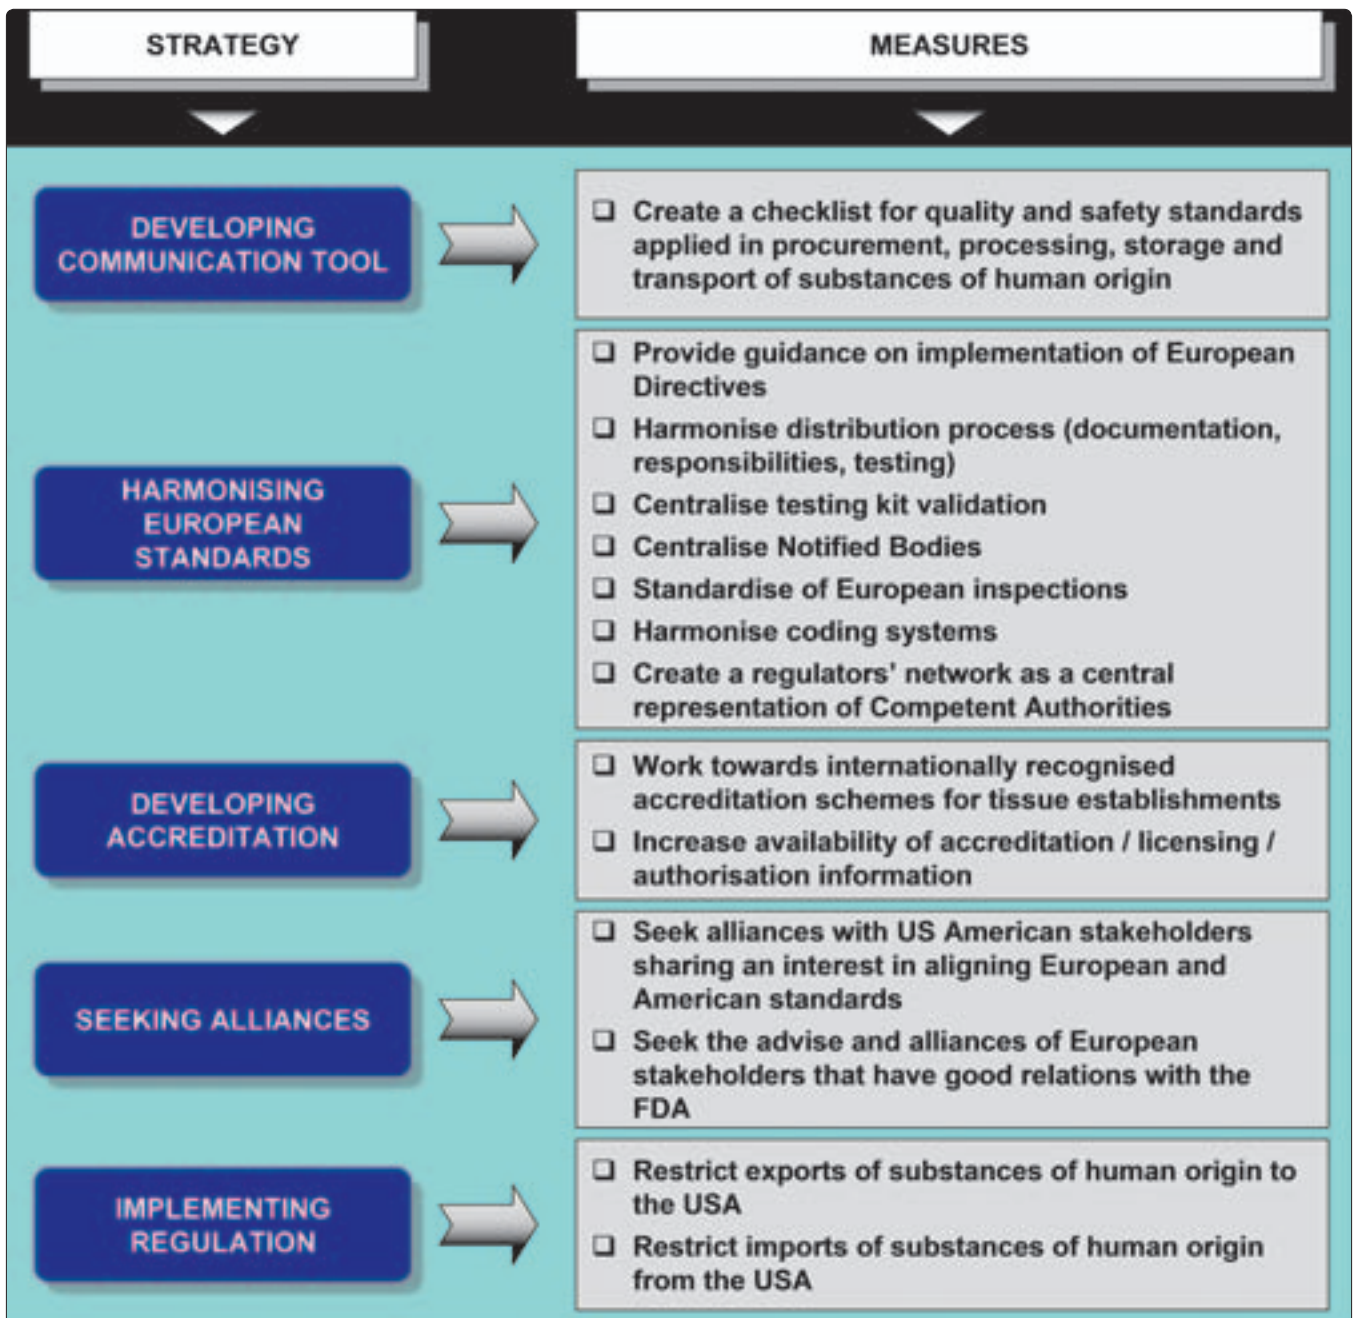 STRATEGY
MEASURES
DEVELOPING
COMMUNICATION TOOL
❑ Create a checklist for quality and safety standards
applied in procurement, processing, storage and
transport of substances of human origin
HARMONISING
EUROPEAN
STANDARDS
❑ Provide guidance on implementation of European
Directives
❑ Harmonise distribution process (documentation,
responsibilities, testing)
❑ Centralise testing kit validation
❑ Centralise Notified Bodies
❑ Standardise of European inspections
❑ Harmonise coding systems
❑ Create a regulators’ network as a central
representation of Competent Authorities
DEVELOPING
ACCREDITATION
❑ Work towards internationally recognised
accreditation schemes for tissue establishments
❑ Increase availability of accreditation / licensing /
authorisation information
SEEKING ALLIANCES
❑ Seek alliances with US American stakeholders
sharing an interest in aligning European and
American standards
❑ Seek the advise and alliances of European
stakeholders that have good relations with the
FDA
IMPLEMENTING
REGULATION
❑ Restrict exports of substances of human origin to
the USA
❑ Restrict imports of substances of human origin
from the USA